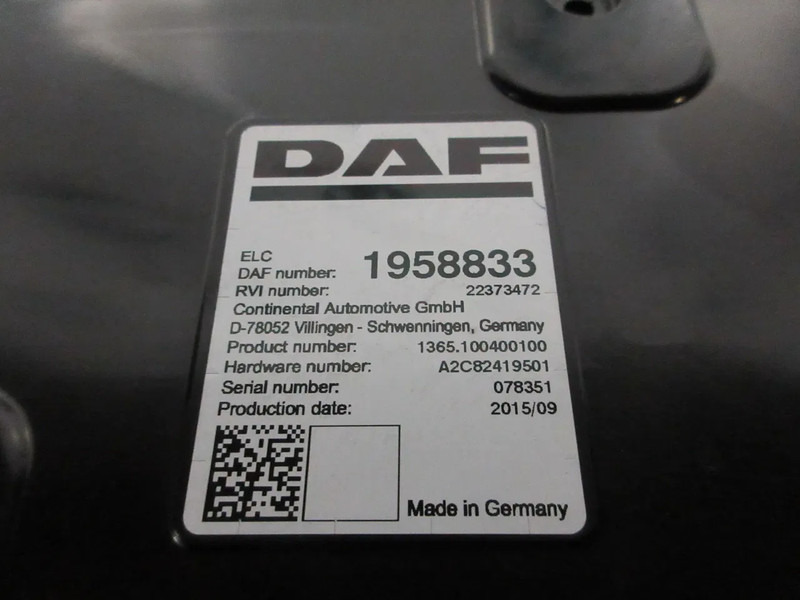 DAF
ELC
DAF number: 1958833
RVI number: 22373472
Continental Automotive GmbH
D-78052 Villingen - Schwenningen, Germany
Product number: 1365.100400100
Hardware number: A2C82419501
Serial number: 078351
Production date: 2015/09
Made in Germany